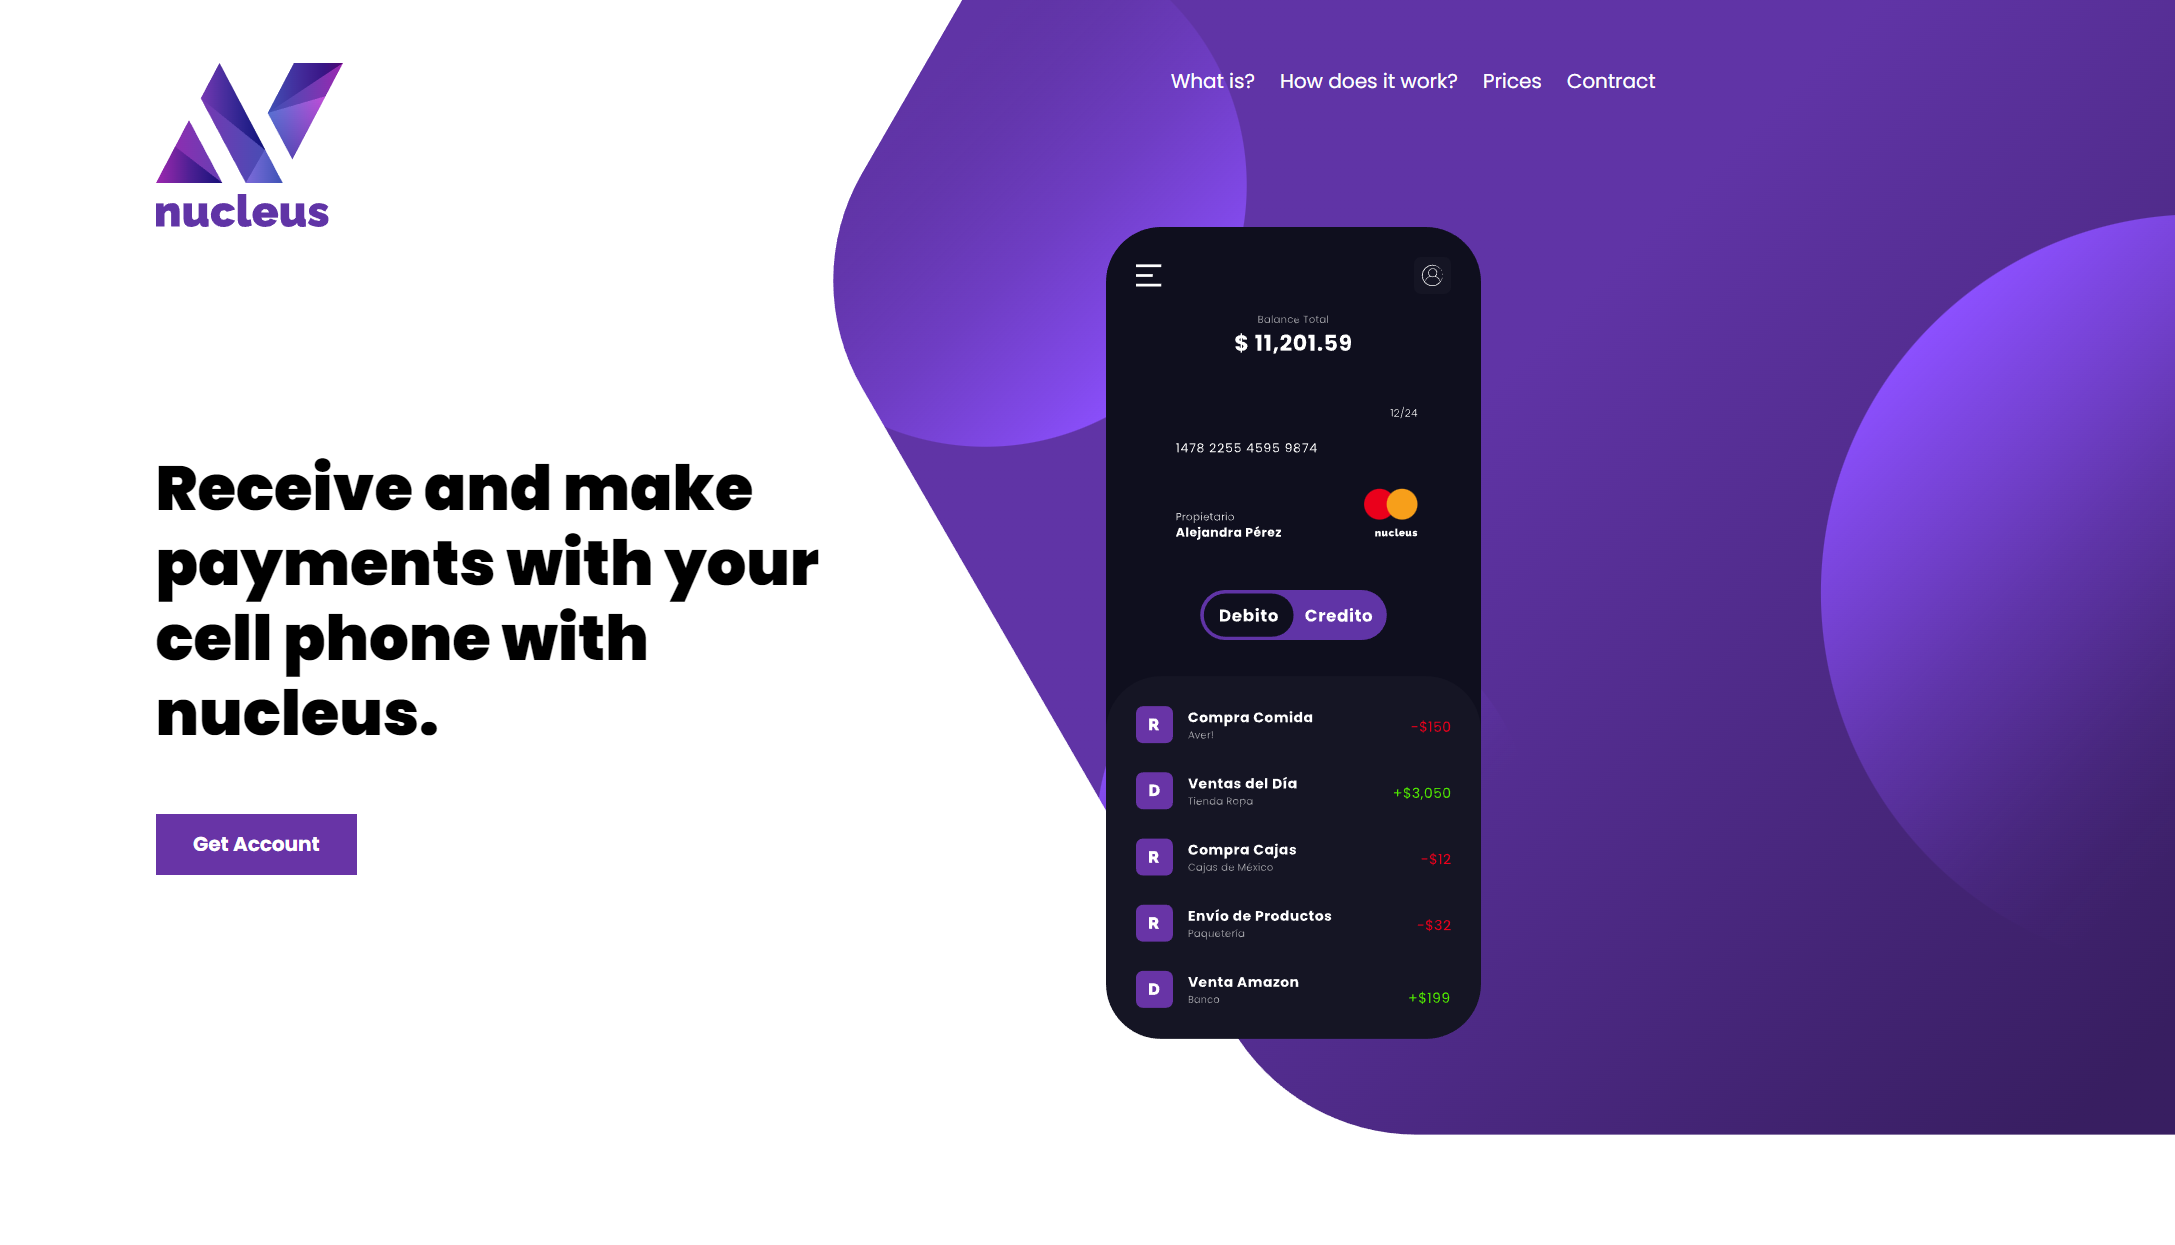 nucleus
What is? How does it work? Prices Contract
Receive and make
payments with your
cell phone with
nucleus.
Get Account
Balance Total
$ 11,201.59
12/24
1478 2255 4595 9874
Propietario
Alejandra Pérez
nucleus
Debito Credito
R Compra Comida -$150
Aver!
D Ventas del Día +$3,050
Tienda Ropa
R Compra Cajas -$12
Cajas de México
R Envío de Productos -$32
Paquetería
D Venta Amazon +$199
Banco